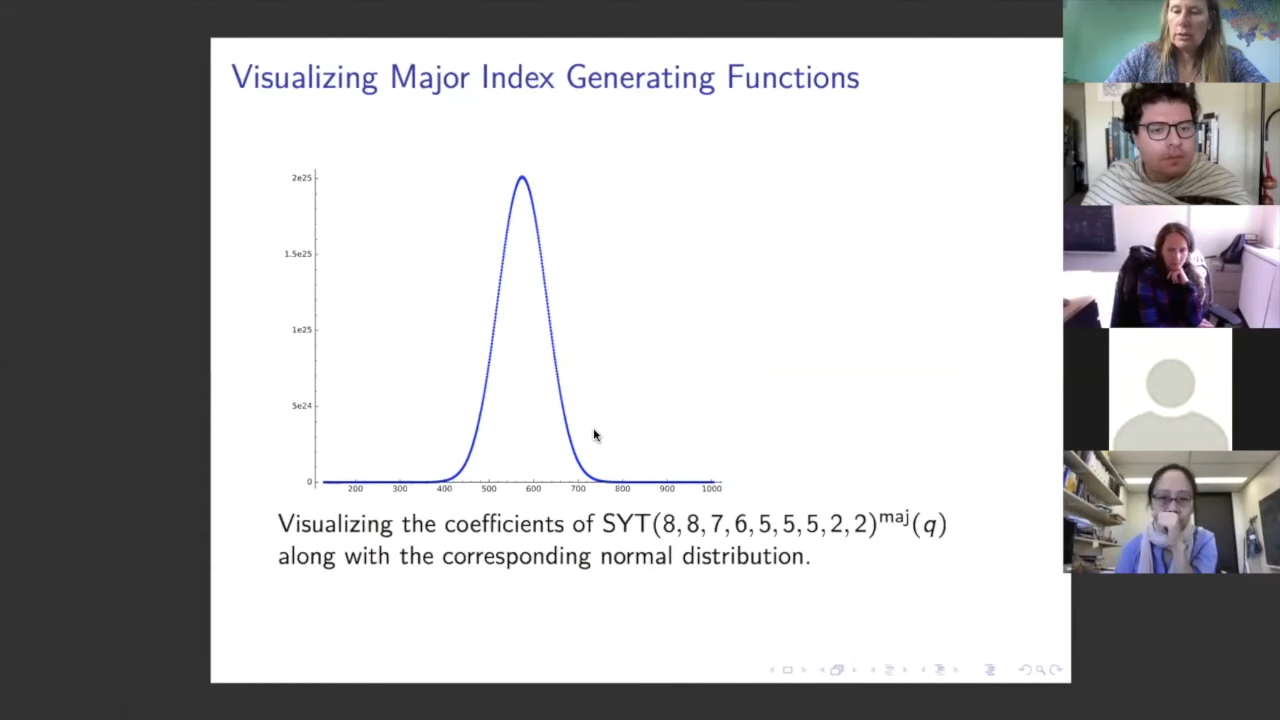 Visualizing Major Index Generating Functions
2e25
1.5e25
1e25
5e24
0
200 300 400 500 600 700 800 900 1000
Visualizing the coefficients of SYT(8, 8, 7, 6, 5, 5, 5, 2, 2)^maj(q)
along with the corresponding normal distribution.